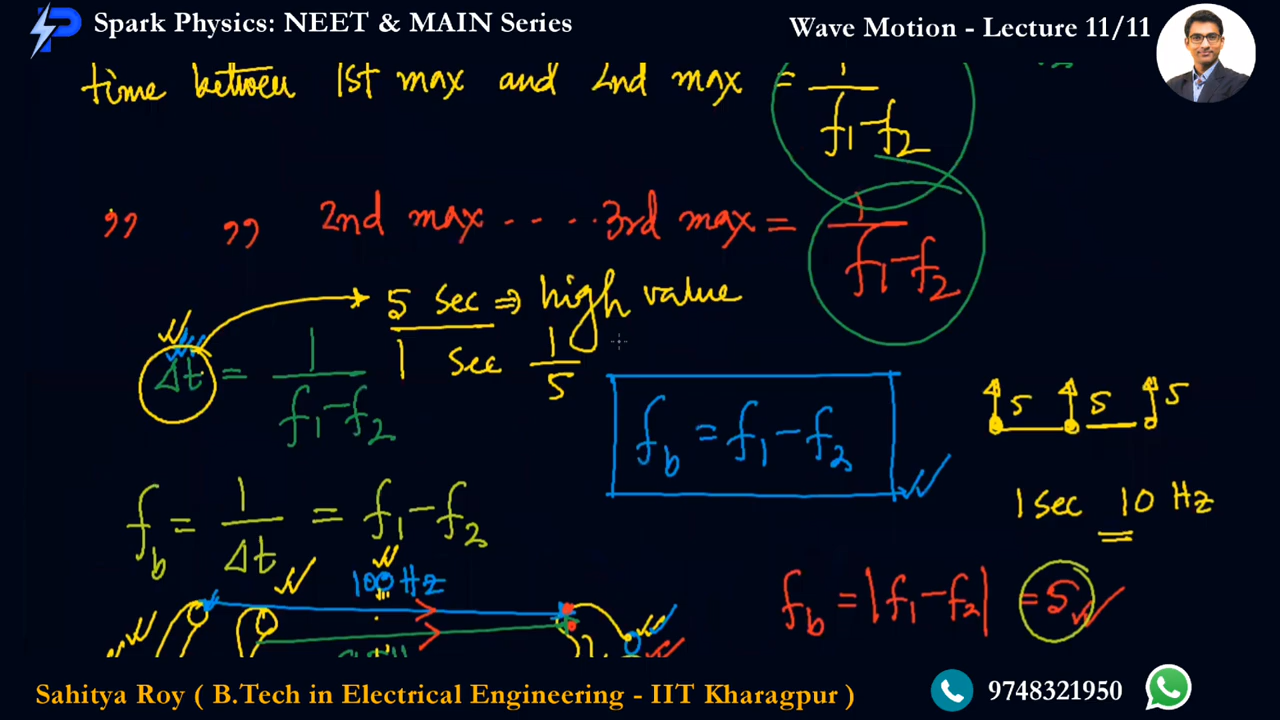 Spark Physics: NEET & MAIN Series
Wave Motion - Lecture 11/11
time between 1st max and 2nd max = 1/(f₁-f₂)
" " 2nd max - - ....3rd max = 1/(f₁-f₂)
5 sec ⇒ high value
1 sec 1/5
Δt = 1/(f₁-f₂)
5 5 5
f_b = f₁-f₂
1 sec 10 Hz
f_b = 1/Δt = f₁-f₂
100 Hz
f_b = |f₁-f₂| = 5
Sahitya Roy ( B.Tech in Electrical Engineering - IIT Kharagpur )
9748321950